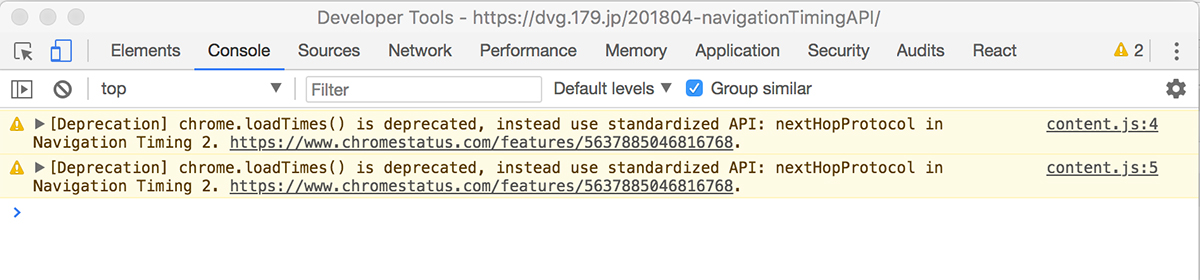 Developer Tools - https://dvg.179.jp/201804-navigationTimingAPI/
Elements Console Sources Network Performance Memory Application Security Audits React 2
top Filter Default levels Group similar
[Deprecation] chrome.loadTimes() is deprecated, instead use standardized API: nextHopProtocol in content.js:4
Navigation Timing 2. https://www.chromestatus.com/features/5637885046816768.
[Deprecation] chrome.loadTimes() is deprecated, instead use standardized API: nextHopProtocol in content.js:5
Navigation Timing 2. https://www.chromestatus.com/features/5637885046816768.